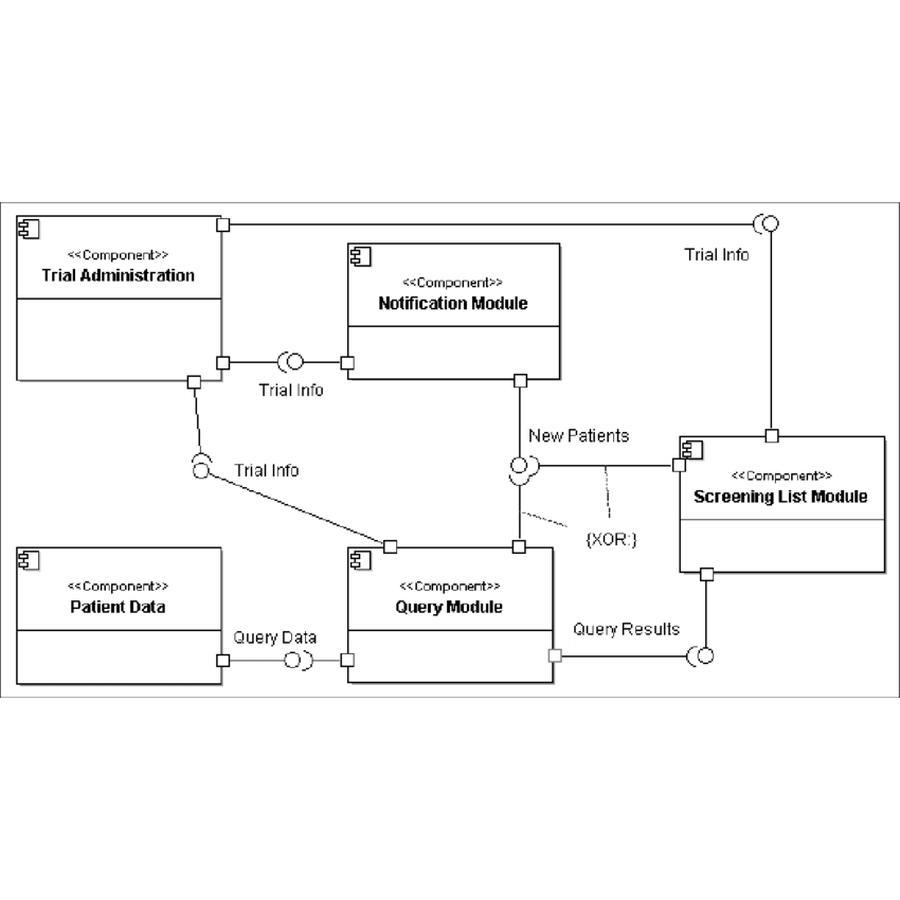 <<Component>>
Trial Administration
<<Component>>
Notification Module
Trial Info
Trial Info
Trial Info
New Patients
<<Component>>
Screening List Module
{XOR:}
<<Component>>
Patient Data
Query Data
<<Component>>
Query Module
Query Results